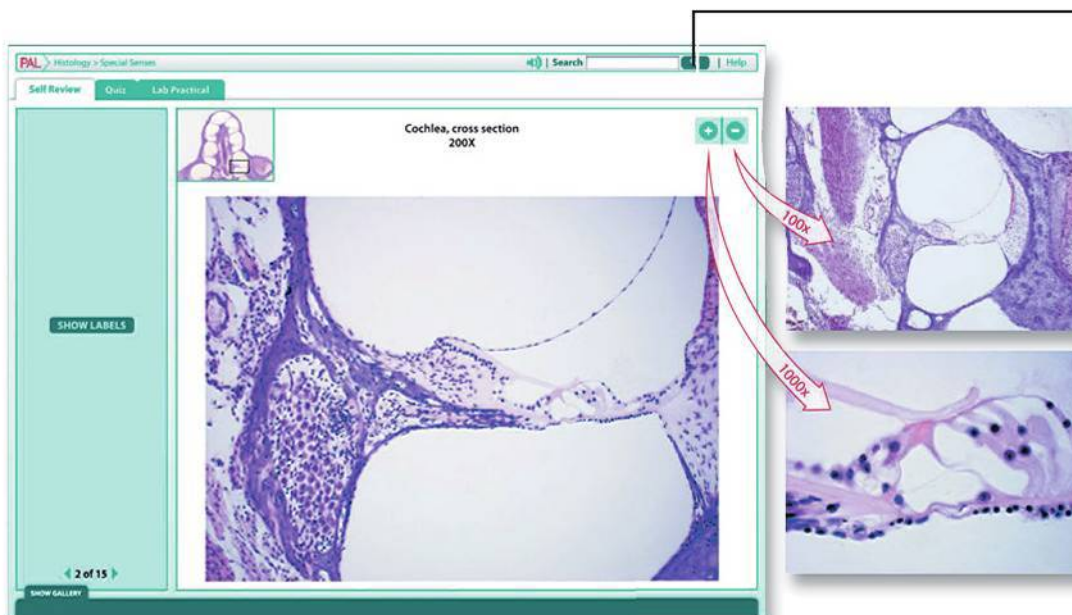 PAL Histology > Special Senses
| Search | Help
Self Review Quiz Lab Practical
Cochlea, cross section
200X
SHOW LABELS
2 of 15
SHOW GALLERY
100x
1000x